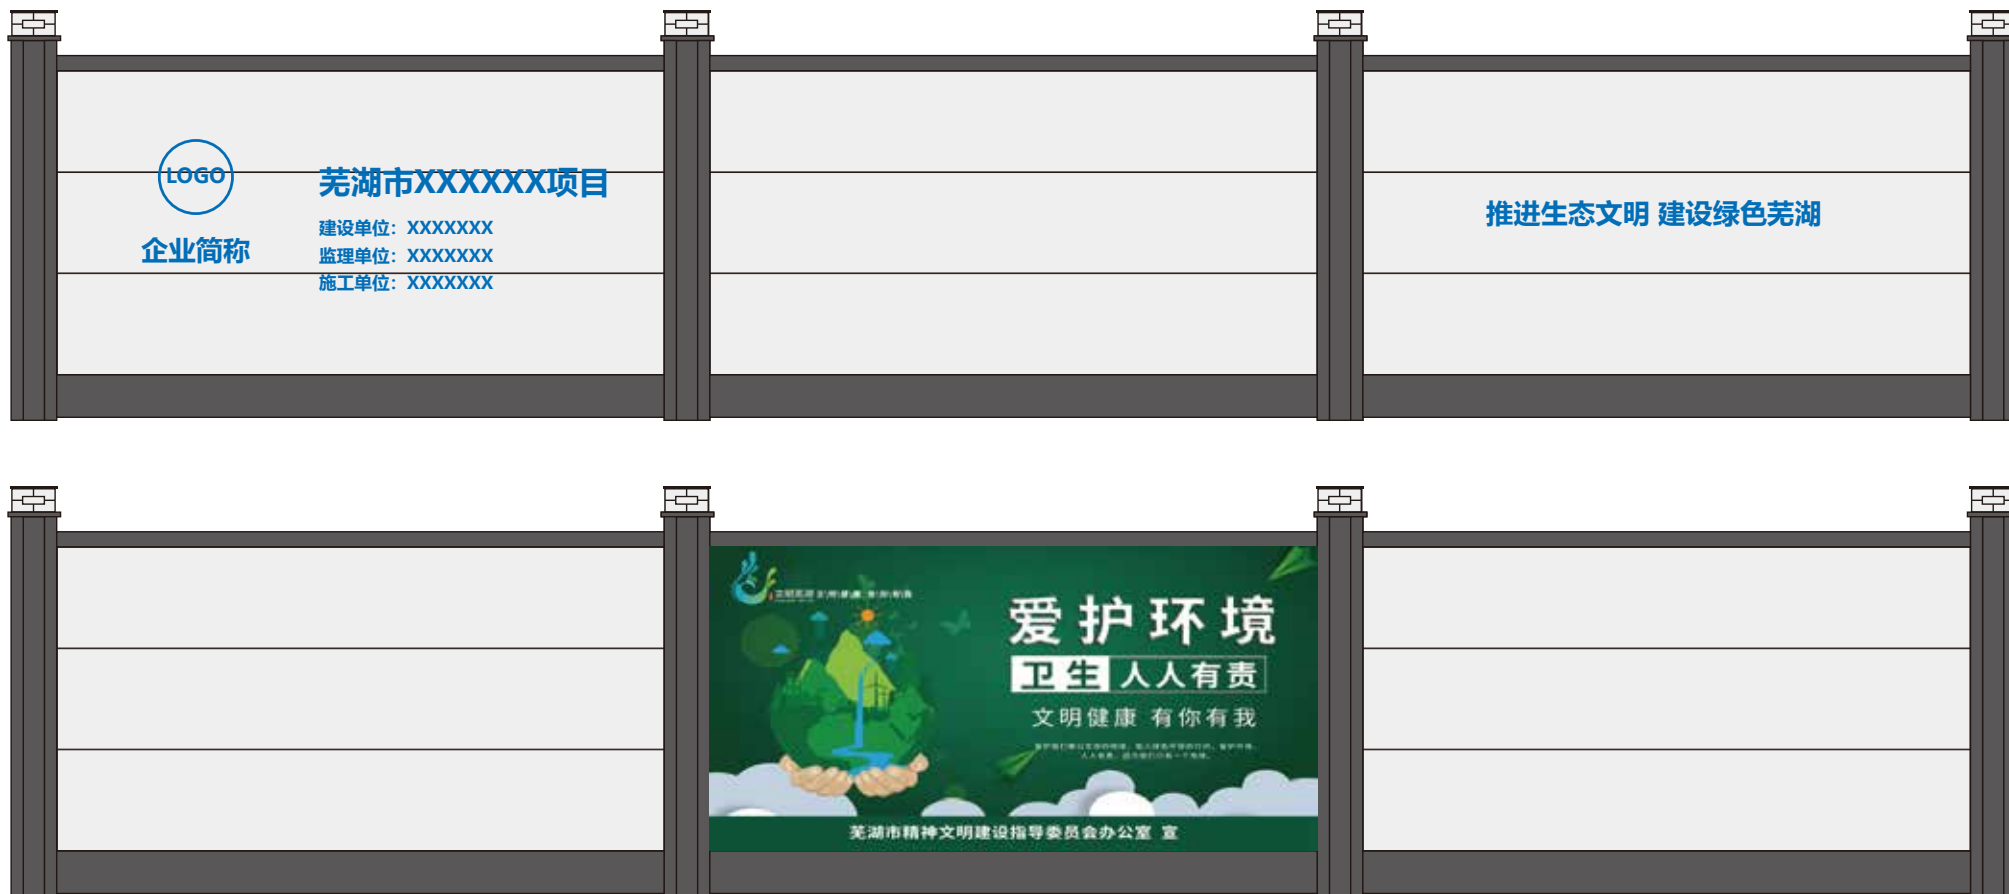 LOGO
企业简称
芜湖市XXXXXX项目
建设单位：XXXXXXX
监理单位：XXXXXXX
施工单位：XXXXXXX
推进生态文明 建设绿色芜湖
爱护环境
卫生 人人有责
文明健康 有你有我
芜湖市精神文明建设指导委员会办公室 宣